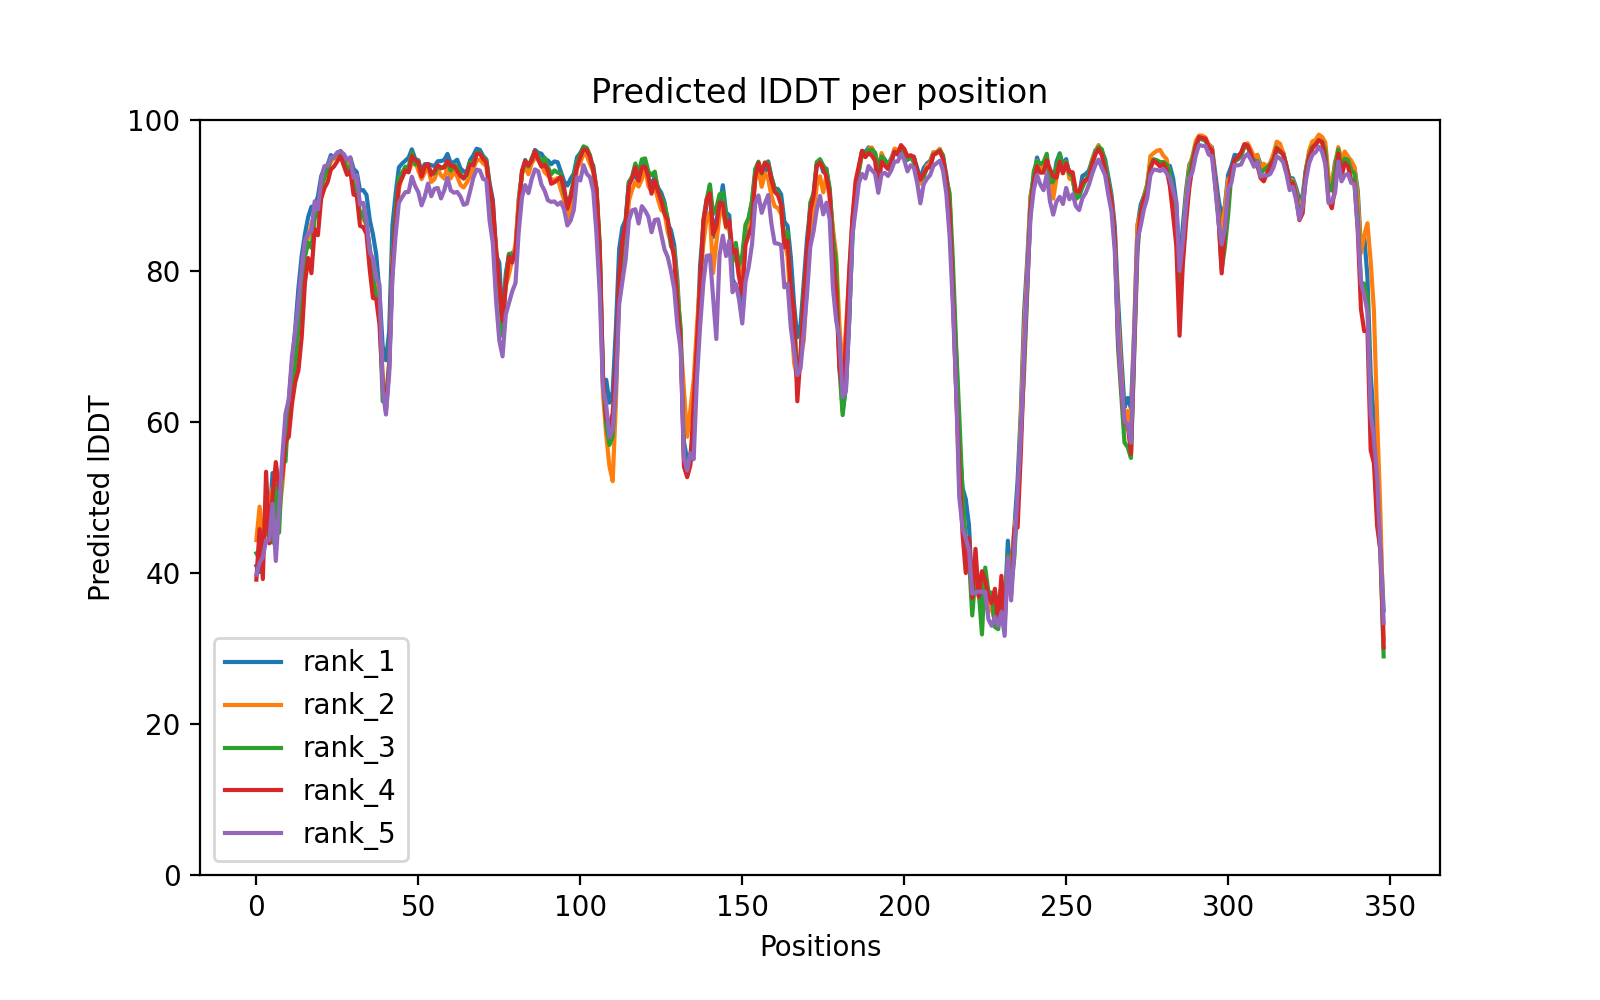 Predicted lDDT per position
100
80
60
40
20
0
Predicted lDDT
rank_1
rank_2
rank_3
rank_4
rank_5
0 50 100 150 200 250 300 350
Positions